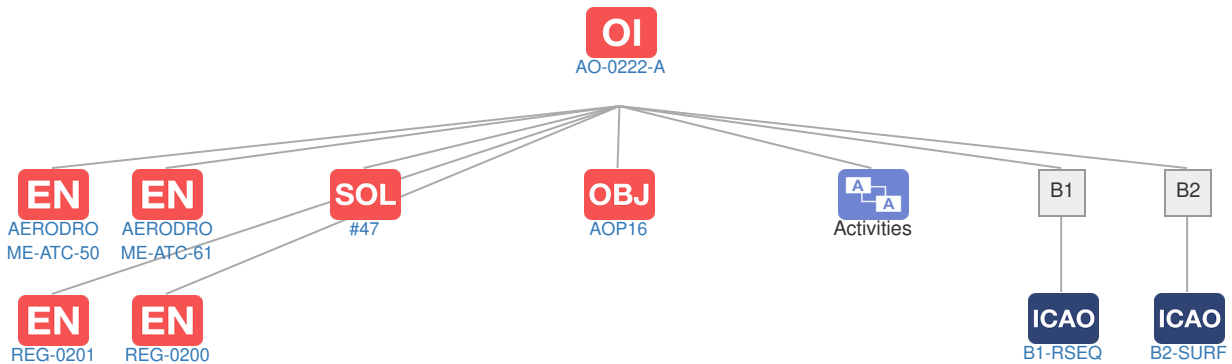 OI
AO-0222-A
EN EN SOL OBJ A A B1 B2
AERODRO AERODRO #47 AOP16 Activities
ME-ATC-50 ME-ATC-61
EN EN ICAO ICAO
REG-0201 REG-0200 B1-RSEQ B2-SURF